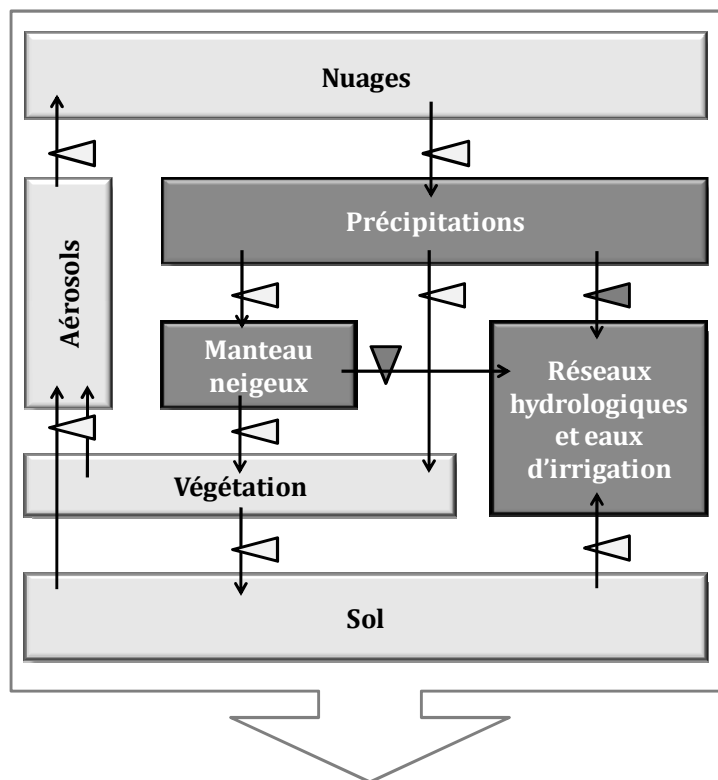 Nuages
Précipitations
Aérosols
Manteau
neigeux
Réseaux
hydrologiques
et eaux
d'irrigation
Végétation
Sol